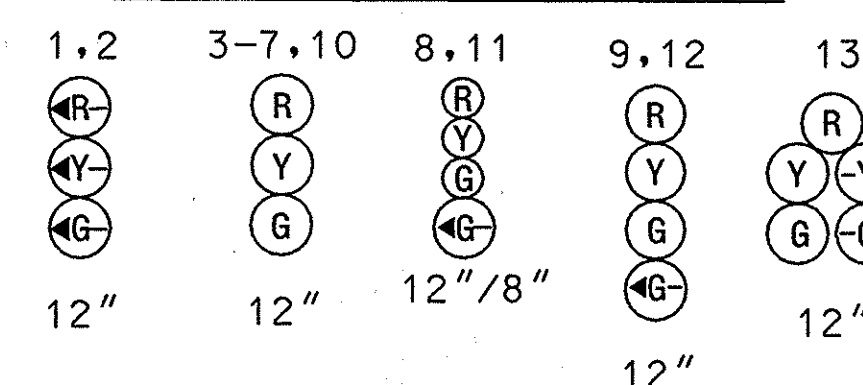 1,2 3-7,10 8,11 9,12 13
◄R- R R R R
◄Y- Y Y Y Y
◄G- G G G G
◄G- ◄G-
12" 12" 12"/8" 12" 12"